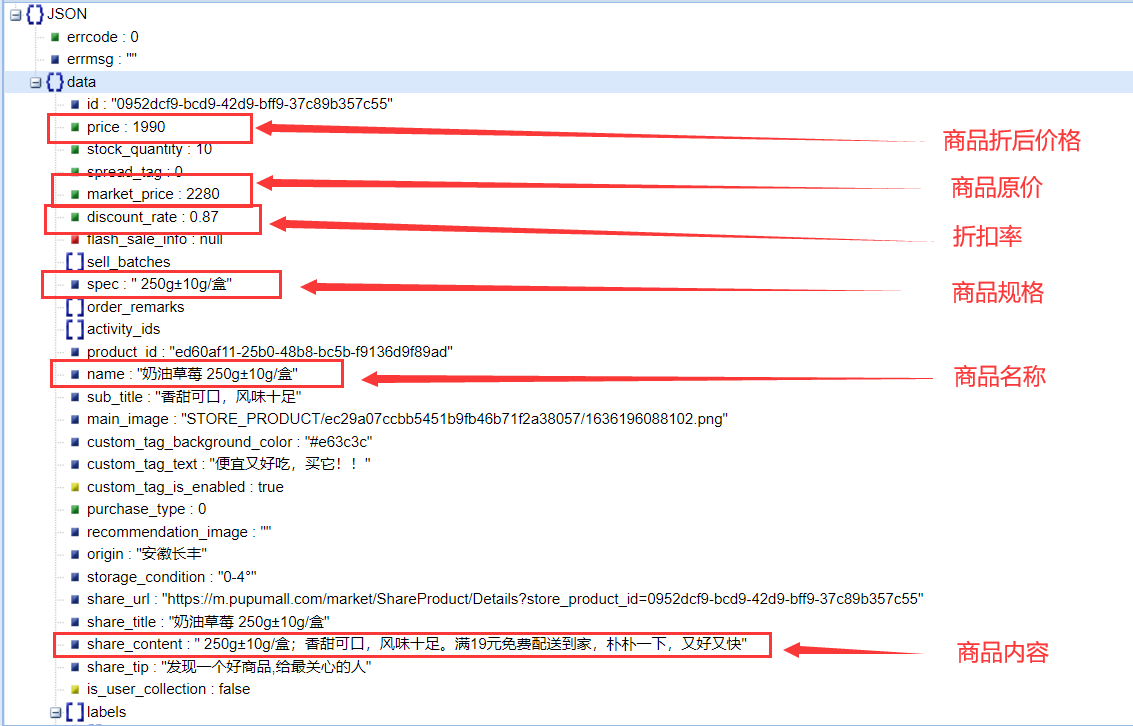 JSON
errcode : 0
errmsg : ""
data
id : "0952dcf9-bcd9-42d9-bff9-37c89b357c55"
price : 1990
商品折后价格
stock_quantity : 10
spread_tag : 0
market_price : 2280
商品原价
discount_rate : 0.87
折扣率
flash_sale_info : null
sell_batches
spec : " 250g±10g/盒"
商品规格
order_remarks
activity_ids
product_id : "ed60af11-25b0-48b8-bc5b-f9136d9f89ad"
name : "奶油草莓 250g±10g/盒"
商品名称
sub_title : "香甜可口，风味十足"
main_image : "STORE_PRODUCT/ec29a07ccbb5451b9fb46b71f2a38057/1636196088102.png"
custom_tag_background_color : "#e63c3c"
custom_tag_text : "便宜又好吃，买它！！"
custom_tag_is_enabled : true
purchase_type : 0
recommendation_image : ""
origin : "安徽长丰"
storage_condition : "0-4°"
share_url : "https://m.pupumall.com/market/ShareProduct/Details?store_product_id=0952dcf9-bcd9-42d9-bff9-37c89b357c55"
share_title : "奶油草莓 250g±10g/盒"
share_content : " 250g±10g/盒；香甜可口，风味十足。满19元免费配送到家，朴朴一下，又好又快"
商品内容
share_tip : "发现一个好商品,给最关心的人"
is_user_collection : false
labels